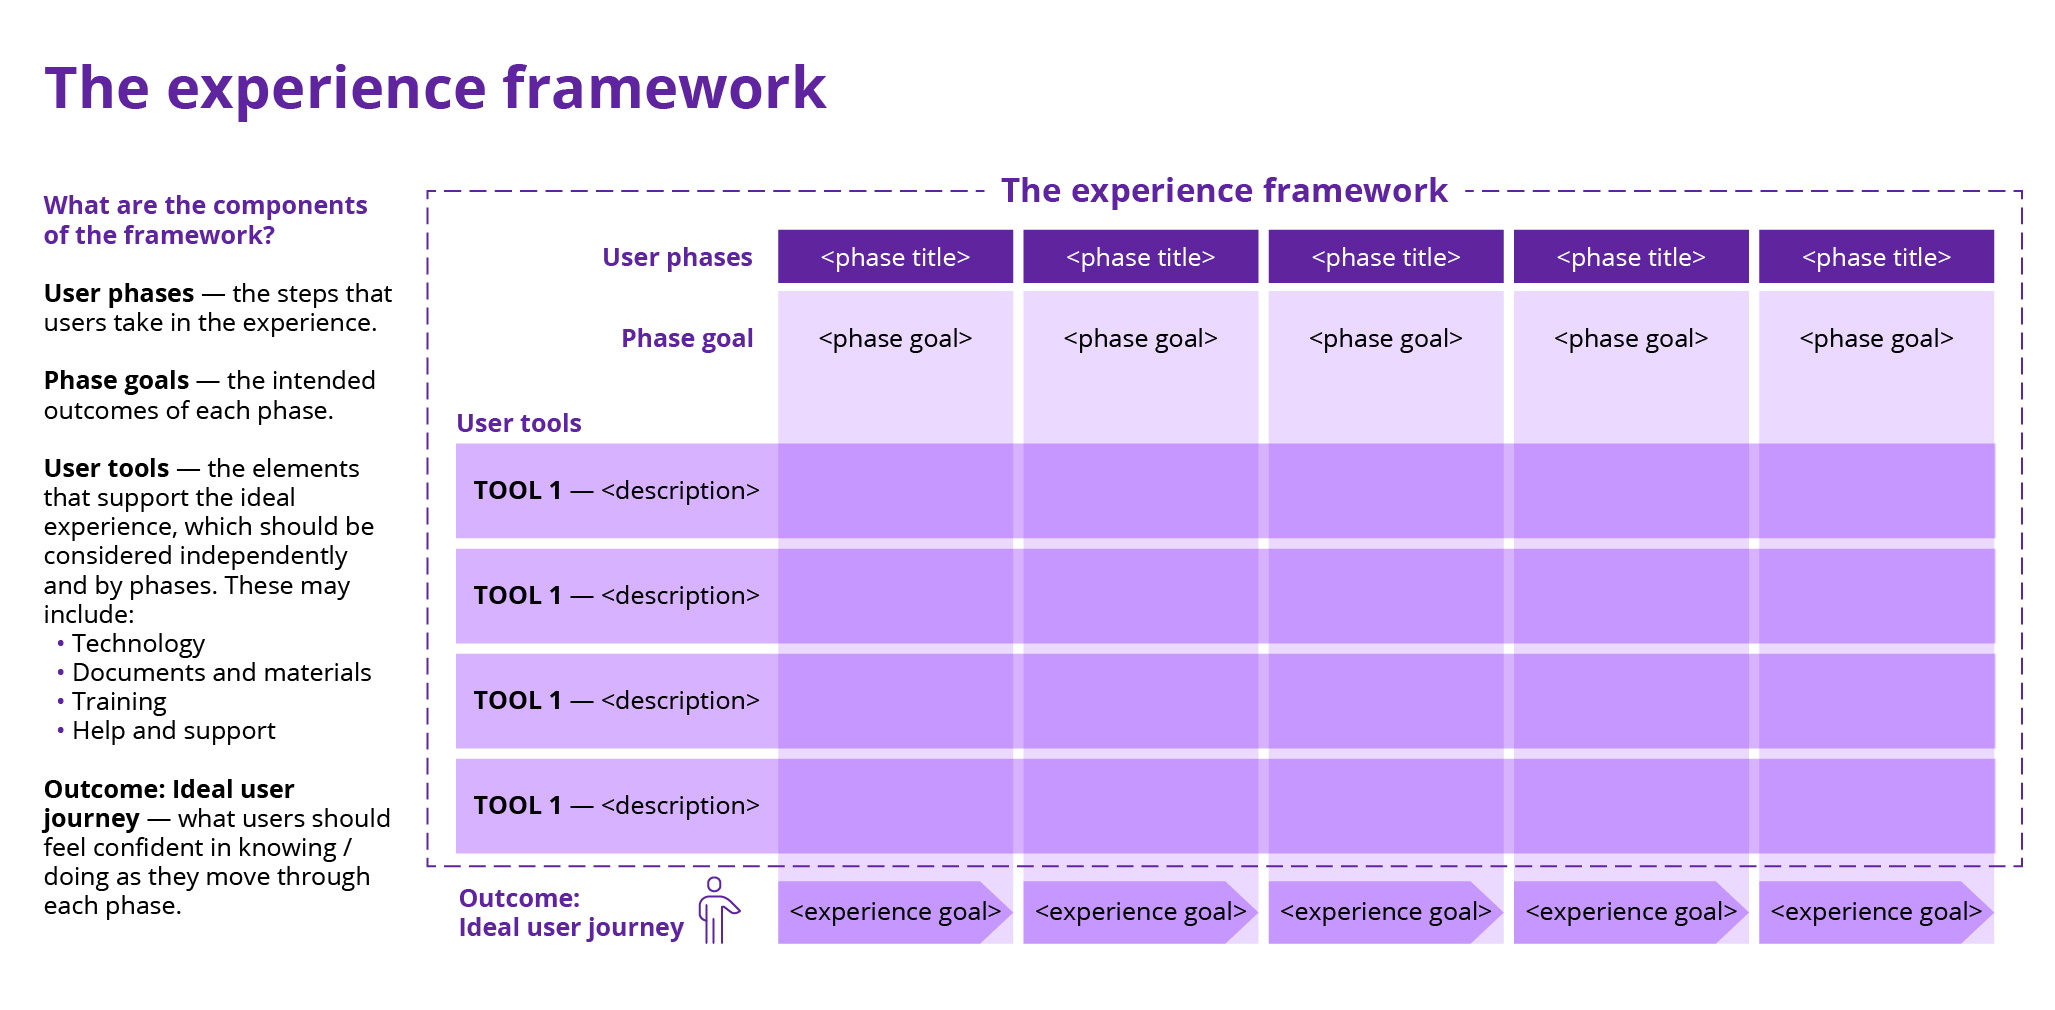 The experience framework
What are the components
of the framework?
User phases — the steps that
users take in the experience.
Phase goals — the intended
outcomes of each phase.
User tools — the elements
that support the ideal
experience, which should be
considered independently
and by phases. These may
include:
• Technology
• Documents and materials
• Training
• Help and support
Outcome: Ideal user
journey — what users should
feel confident in knowing /
doing as they move through
each phase.
The experience framework
User phases <phase title> <phase title> <phase title> <phase title> <phase title>
Phase goal <phase goal> <phase goal> <phase goal> <phase goal> <phase goal>
User tools
TOOL 1 — <description>
TOOL 1 — <description>
TOOL 1 — <description>
TOOL 1 — <description>
Outcome:
Ideal user journey
<experience goal> <experience goal> <experience goal> <experience goal> <experience goal>